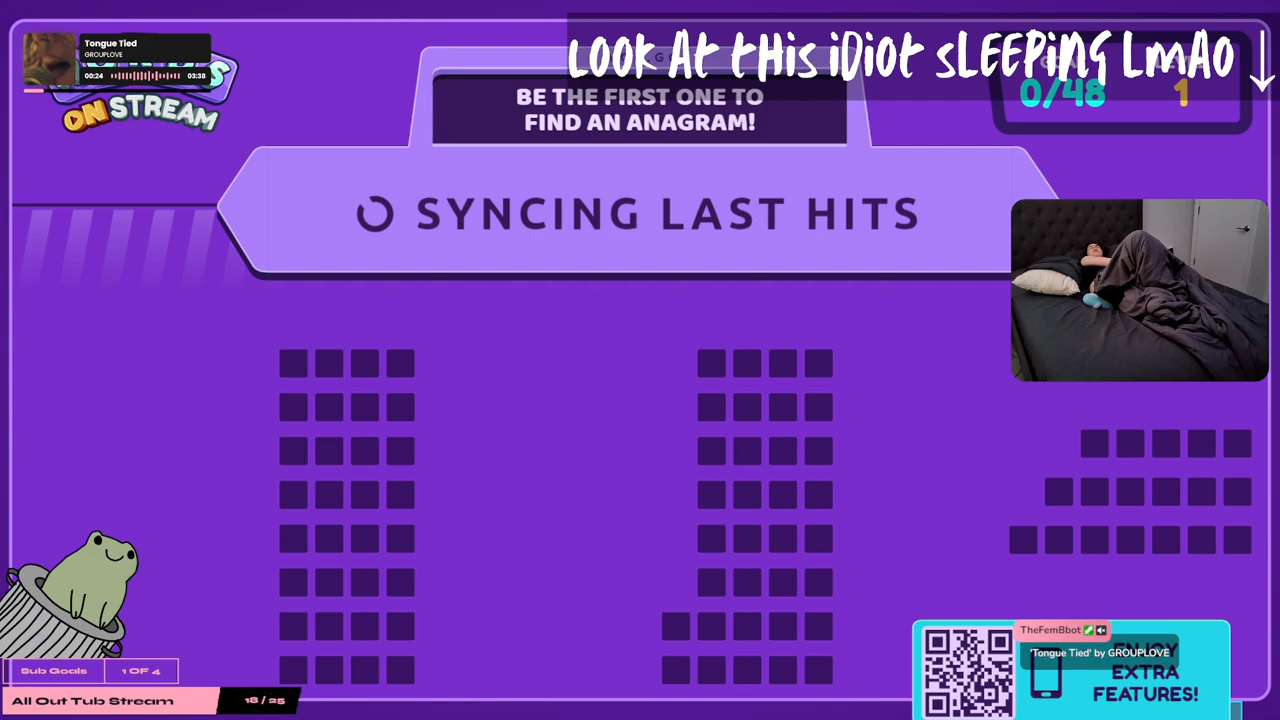 Tongue Tied
GROUPLOVE
00:24
03:38
ON STREAM
LOOK At tHis iDiot sLEEPiNG LmAO
BE THE FIRST ONE TO
FIND AN ANAGRAM!
0/48
1
SYNCING LAST HITS
Sub Goals
1 OF 4
All Out Tub Stream
18 / 25
TheFemBbot
'Tongue Tied' by GROUPLOVE
ENJOY
EXTRA
FEATURES!